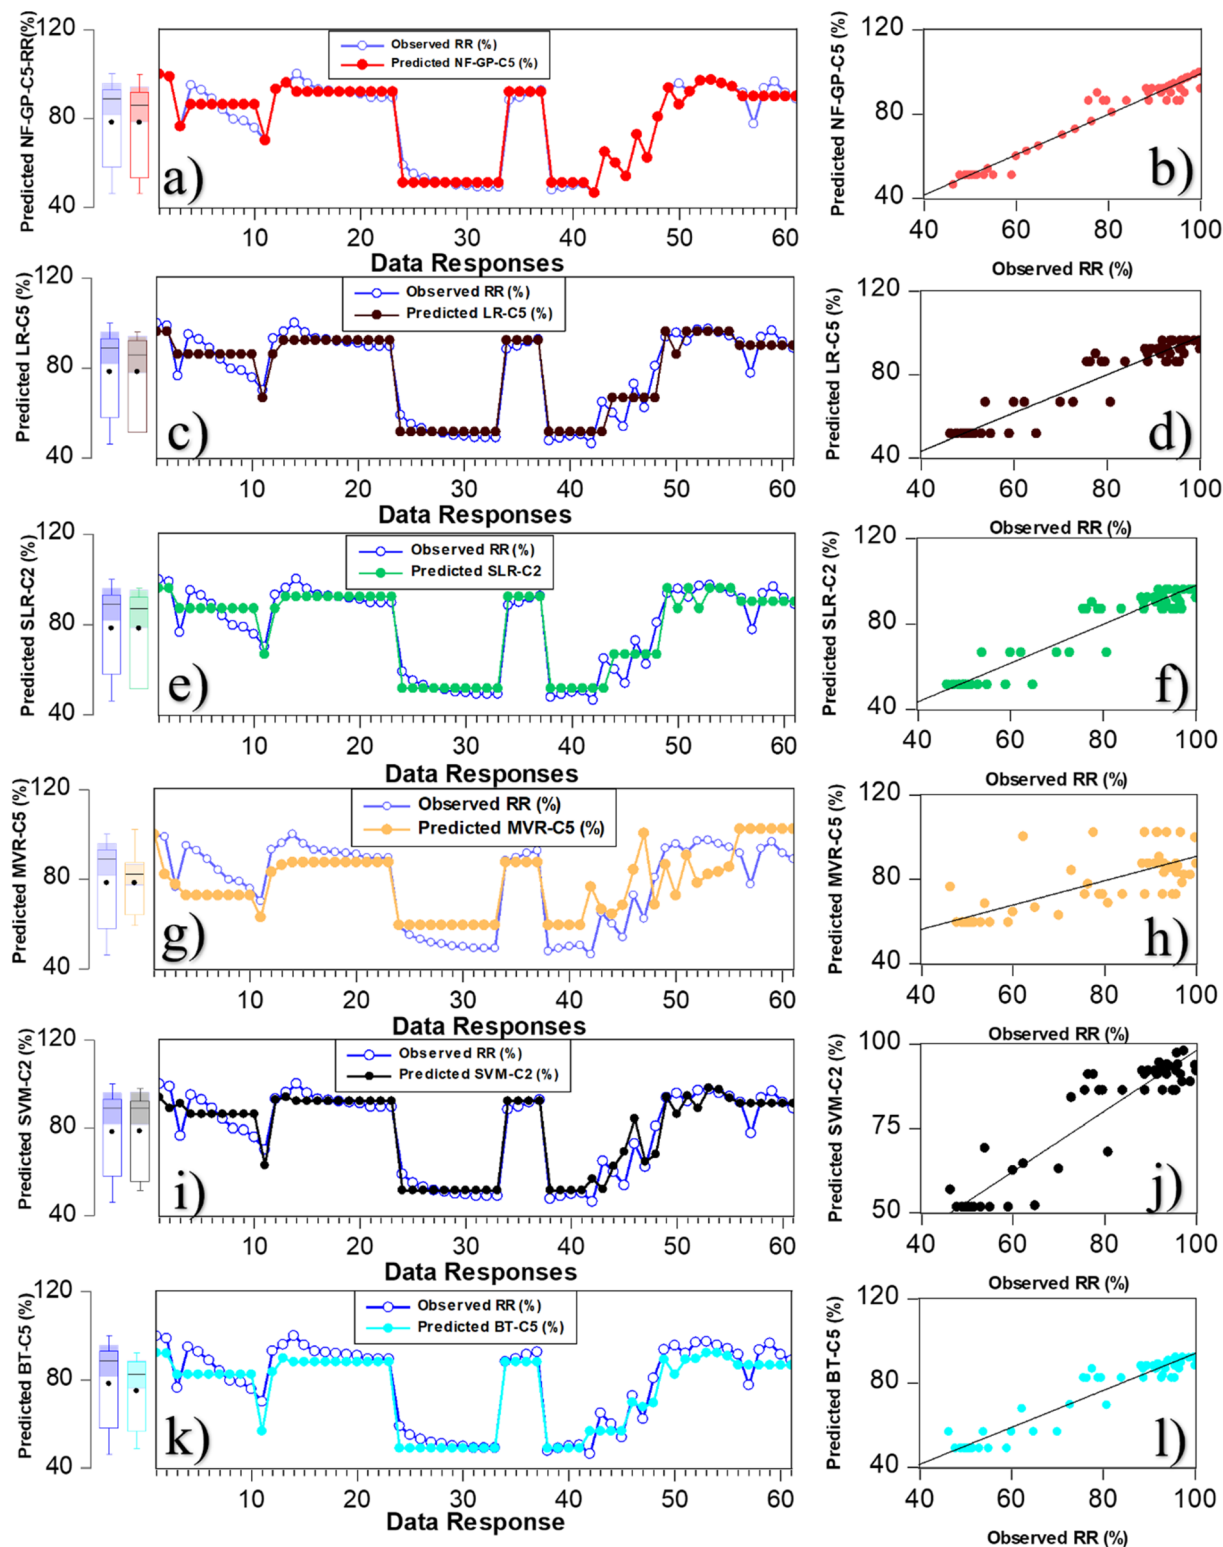 Predicted NF-GP-C5-RR(%)
120
80
40
Observed RR (%)
Predicted NF-GP-C5 (%)
a)
10 20 30 40 50 60
Data Responses
Predicted NF-GP-C5 (%)
120
80
40
b)
40 60 80 100
Observed RR (%)
Predicted LR-C5 (%)
120
80
40
Observed RR (%)
Predicted LR-C5 (%)
c)
10 20 30 40 50 60
Data Responses
Predicted LR-C5 (%)
120
80
40
d)
40 60 80 100
Observed RR (%)
Predicted SLR-C2 (%)
120
80
40
Observed RR (%)
Predicted SLR-C2
e)
10 20 30 40 50 60
Data Responses
Predicted SLR-C2 (%)
120
80
40
f)
40 60 80 100
Observed RR (%)
Predicted MVR-C5 (%)
120
80
40
Observed RR (%)
Predicted MVR-C5 (%)
g)
10 20 30 40 50 60
Data Responses
Predicted MVR-C5 (%)
120
80
40
h)
40 60 80 100
Observed RR (%)
Predicted SVM-C2 (%)
120
80
40
Observed RR (%)
Predicted SVM-C2 (%)
i)
10 20 30 40 50 60
Data Responses
Predicted SVM-C2 (%)
100
75
50
j)
40 60 80 100
Observed RR (%)
Predicted BT-C5 (%)
120
80
40
Observed RR (%)
Predicted BT-C5 (%)
k)
10 20 30 40 50 60
Data Response
Predicted BT-C5 (%)
120
80
40
l)
40 60 80 100
Observed RR (%)